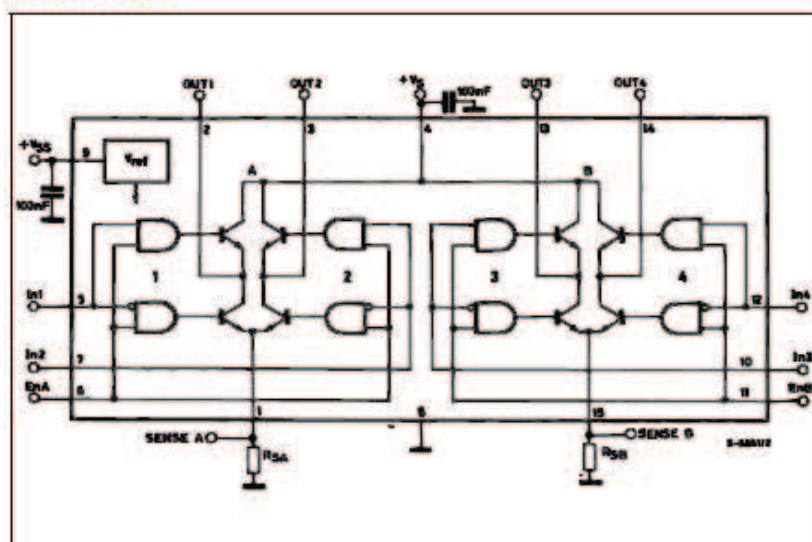 OUT1 OUT2 +Vs 100nF OUT3 OUT4
2 3 4 13 14
+VSS 9 Vref A B
100nF
1 2 3 4
In1 5 12 In4
In2 7 10 In3
EnA 6 11 EnB
1 8 15
SENSE A SENSE B
RSA RSB